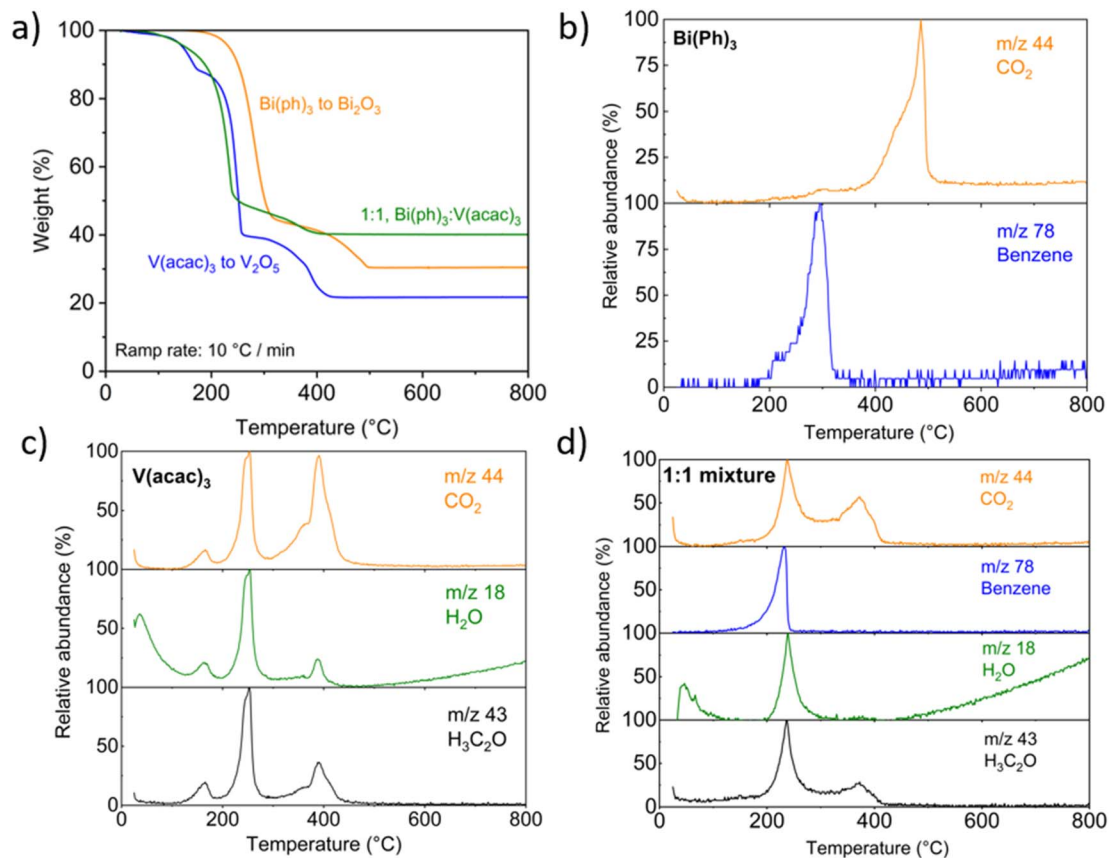 a)
Weight (%)
100
80
60
40
20
0
Bi(ph)3 to Bi2O3
1:1, Bi(ph)3:V(acac)3
V(acac)3 to V2O5
Ramp rate: 10 °C / min
0 200 400 600 800
Temperature (°C)
b)
Relative abundance (%)
Bi(Ph)3
100
75
50
25
100
75
50
25
0
m/z 44
CO2
m/z 78
Benzene
0 200 400 600 800
Temperature (°C)
c)
Relative abundance (%)
V(acac)3
100
50
100
50
100
50
0
m/z 44
CO2
m/z 18
H2O
m/z 43
H3C2O
0 200 400 600 800
Temperature (°C)
d)
Relative abundance (%)
1:1 mixture
100
50
100
50
100
50
100
50
0
m/z 44
CO2
m/z 78
Benzene
m/z 18
H2O
m/z 43
H3C2O
0 200 400 600 800
Temperature (°C)